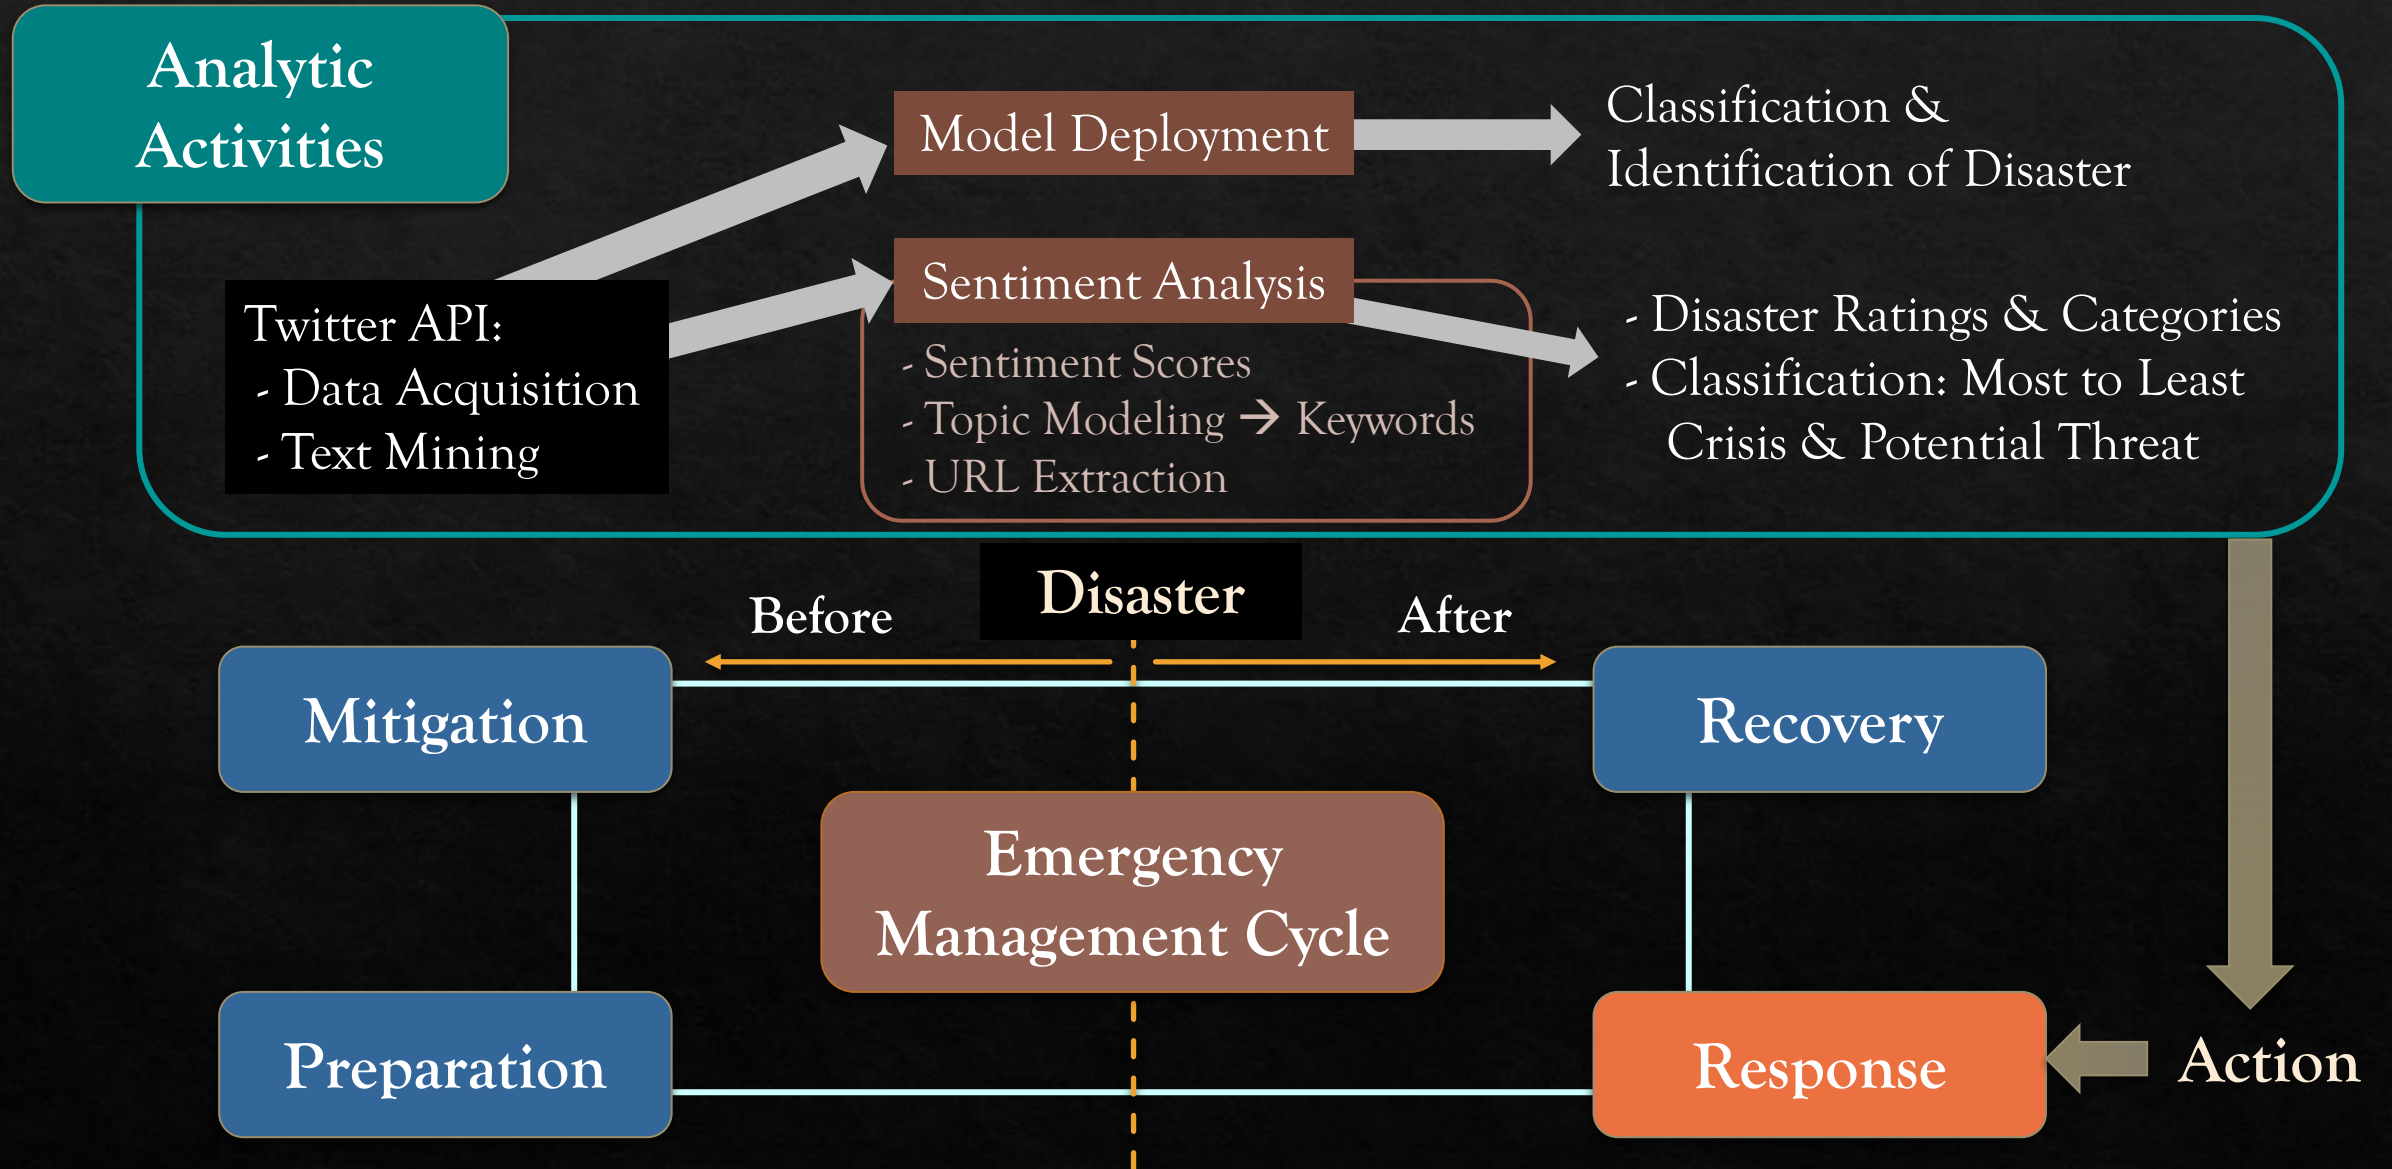 Analytic
Activities
Model Deployment
Classification &
Identification of Disaster
Twitter API:
- Data Acquisition
- Text Mining
Sentiment Analysis
- Sentiment Scores
- Topic Modeling → Keywords
- URL Extraction
- Disaster Ratings & Categories
- Classification: Most to Least
Crisis & Potential Threat
Disaster
Before
After
Mitigation
Recovery
Emergency
Management Cycle
Preparation
Response
Action